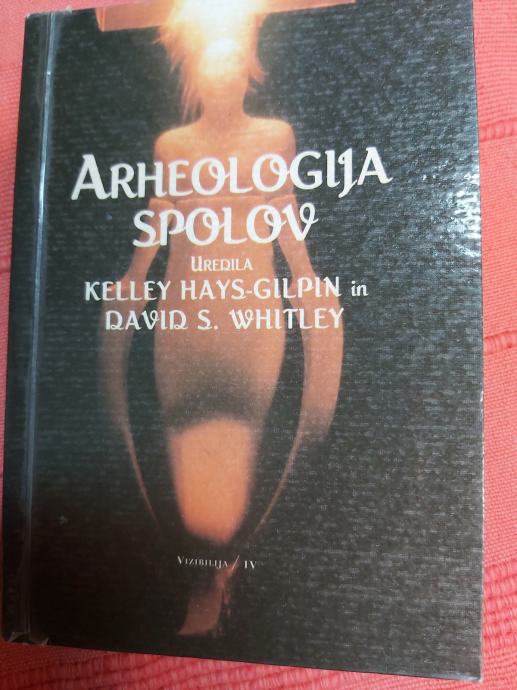 ARHEOLOGIJA
SPOLOV
UREDILA
KELLEY HAYS-GILPIN in
DAVID S. WHITLEY
VIZIBILIJA / IV